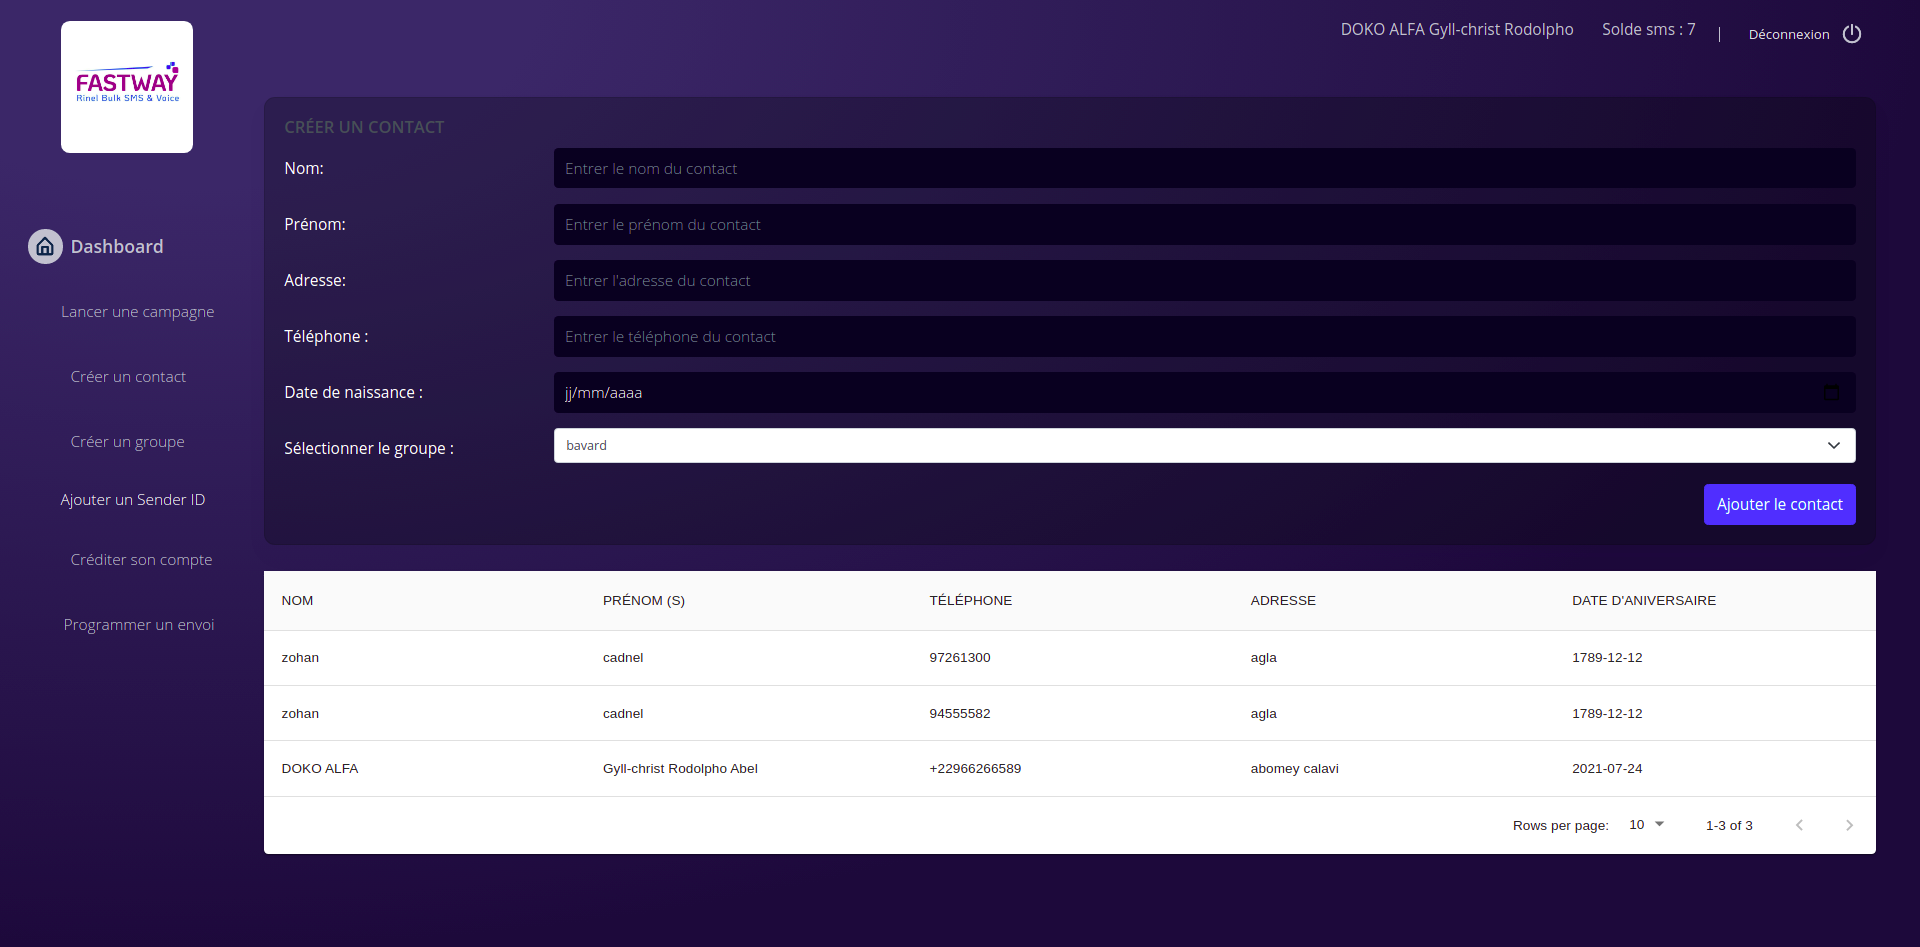 FASTWAY
Rinel Bulk SMS & Voice
DOKO ALFA Gyll-christ Rodolpho Solde sms : 7 | Déconnexion
Dashboard
Lancer une campagne
Créer un contact
Créer un groupe
Ajouter un Sender ID
Créditer son compte
Programmer un envoi
CRÉER UN CONTACT
Nom: Entrer le nom du contact
Prénom: Entrer le prénom du contact
Adresse: Entrer l'adresse du contact
Téléphone : Entrer le téléphone du contact
Date de naissance : jj/mm/aaaa
Sélectionner le groupe : bavard
Ajouter le contact
NOM PRÉNOM (S) TÉLÉPHONE ADRESSE DATE D'ANIVERSAIRE
zohan cadnel 97261300 agla 1789-12-12
zohan cadnel 94555582 agla 1789-12-12
DOKO ALFA Gyll-christ Rodolpho Abel +22966266589 abomey calavi 2021-07-24
Rows per page: 10 1-3 of 3